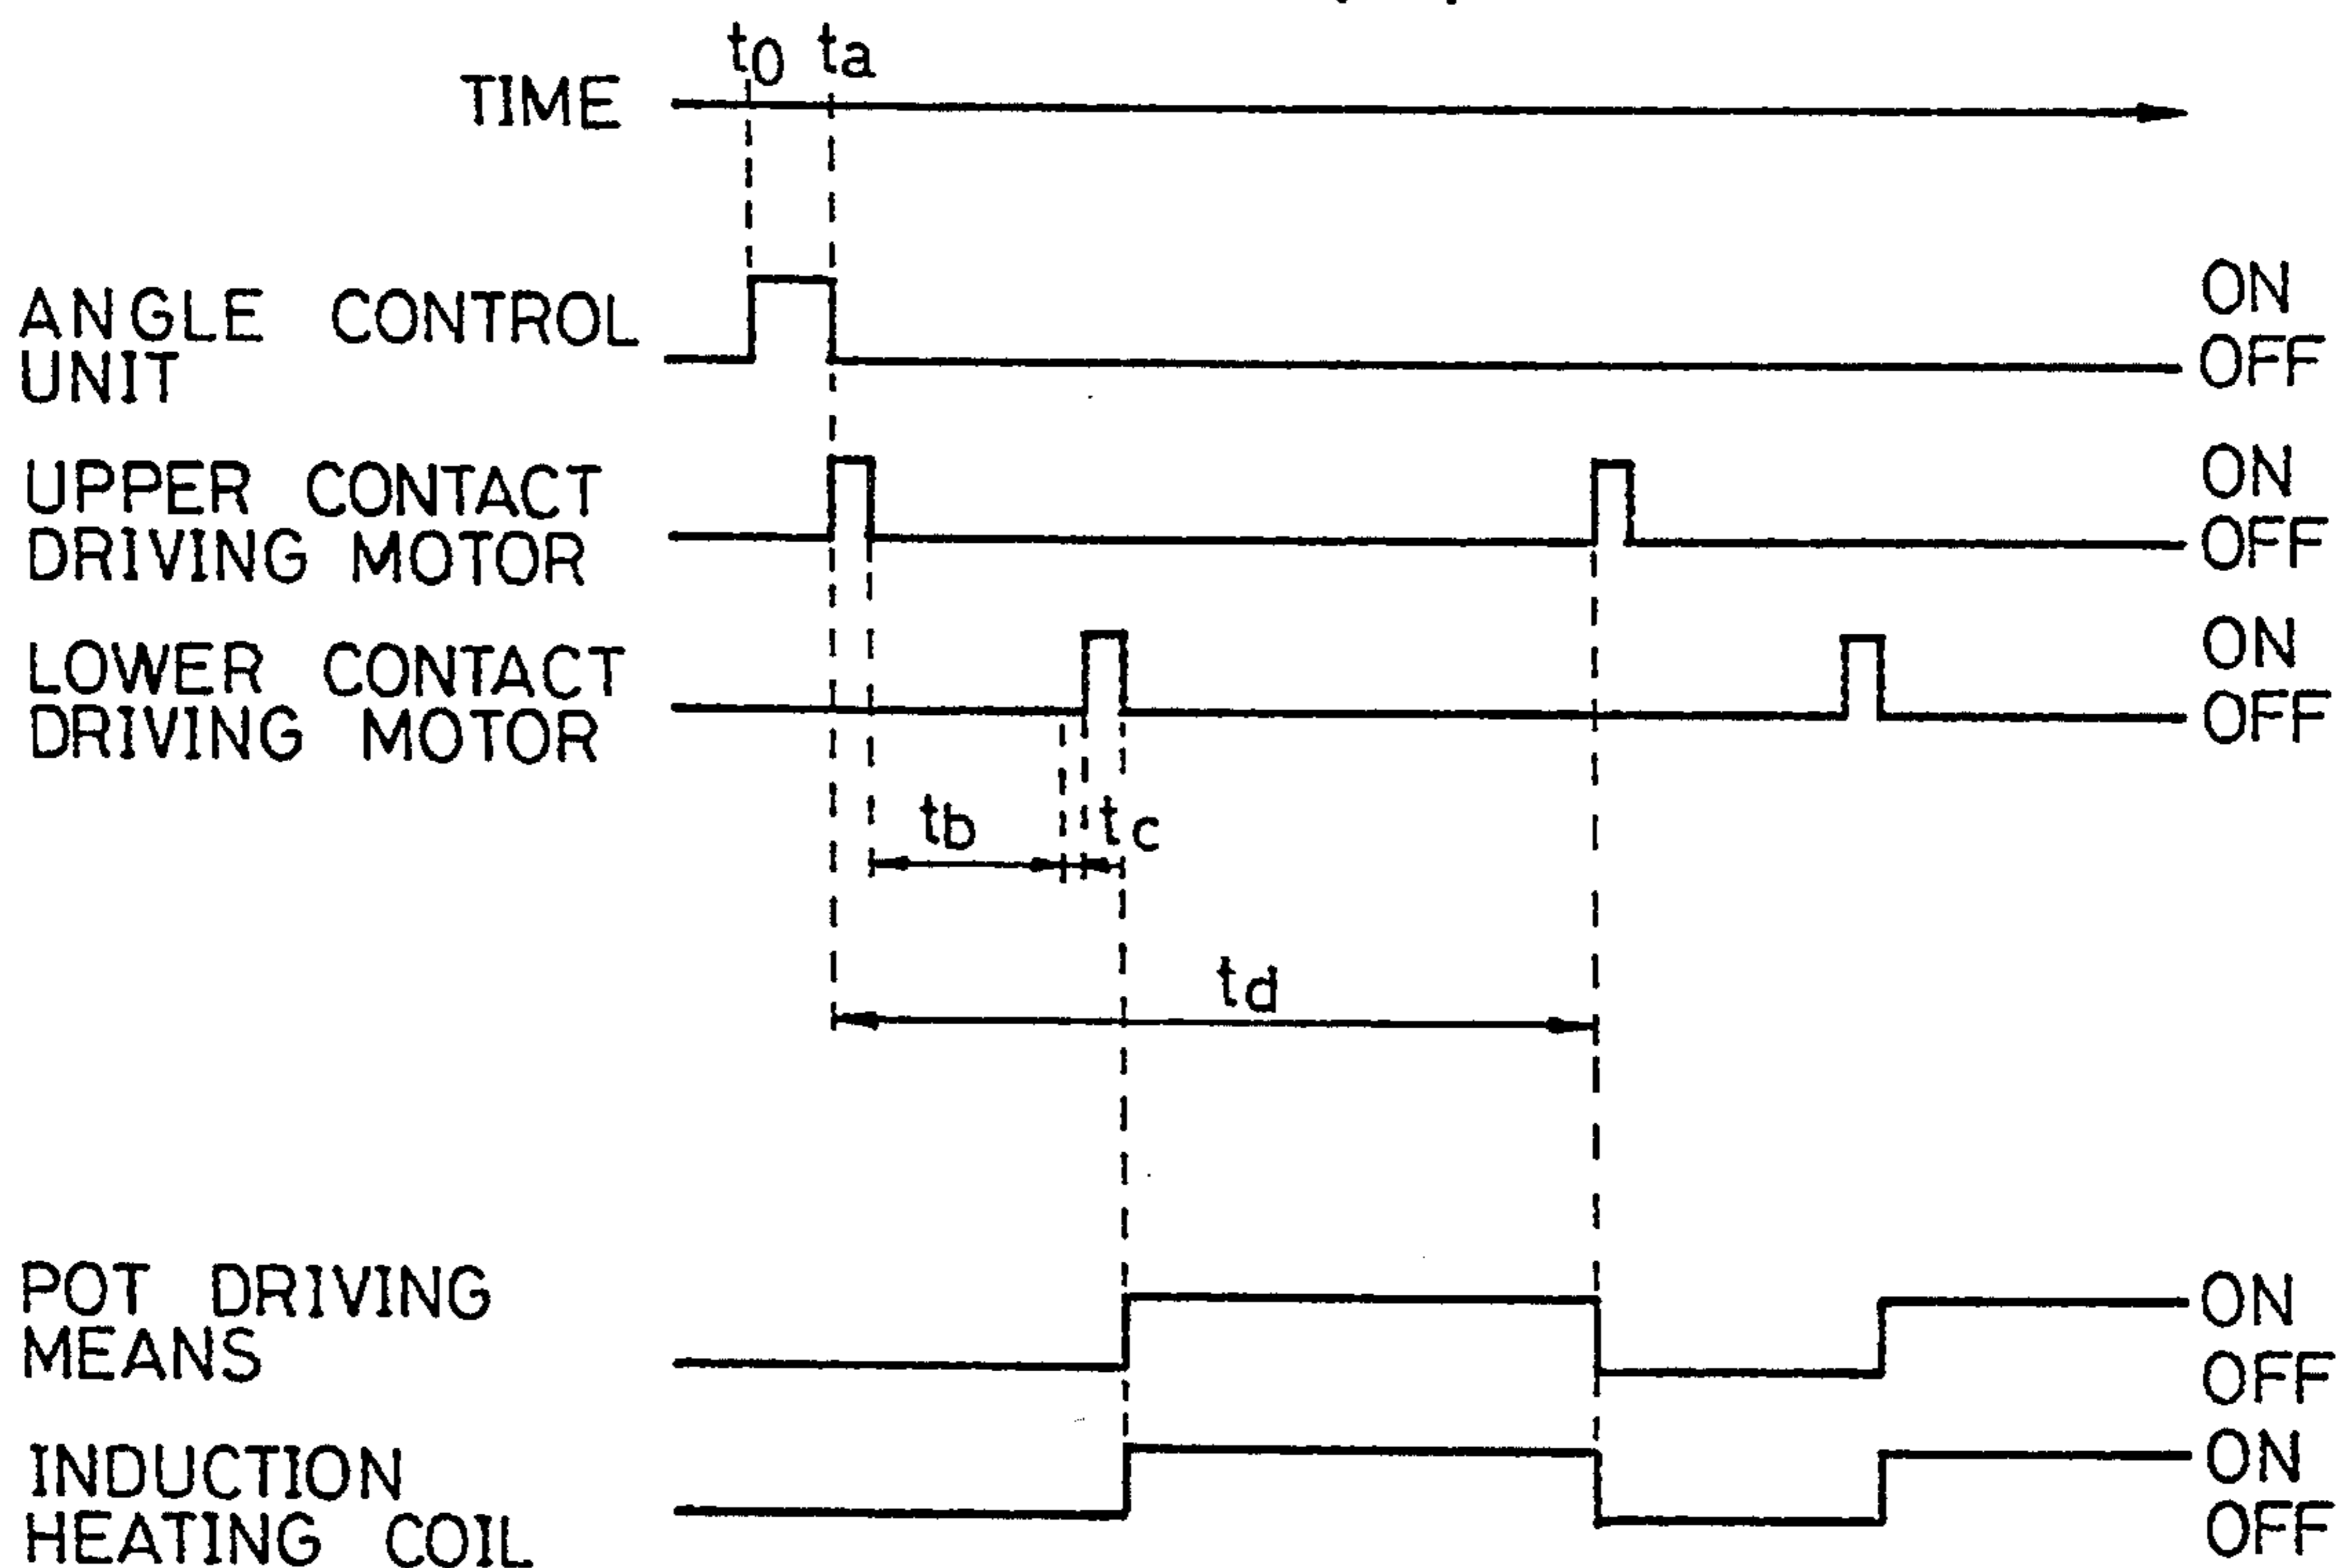 t0 ta
TIME
ANGLE CONTROL
UNIT
ON
OFF
UPPER CONTACT
DRIVING MOTOR
ON
OFF
LOWER CONTACT
DRIVING MOTOR
ON
OFF
tb tc
td
POT DRIVING
MEANS
ON
OFF
INDUCTION
HEATING COIL
ON
OFF